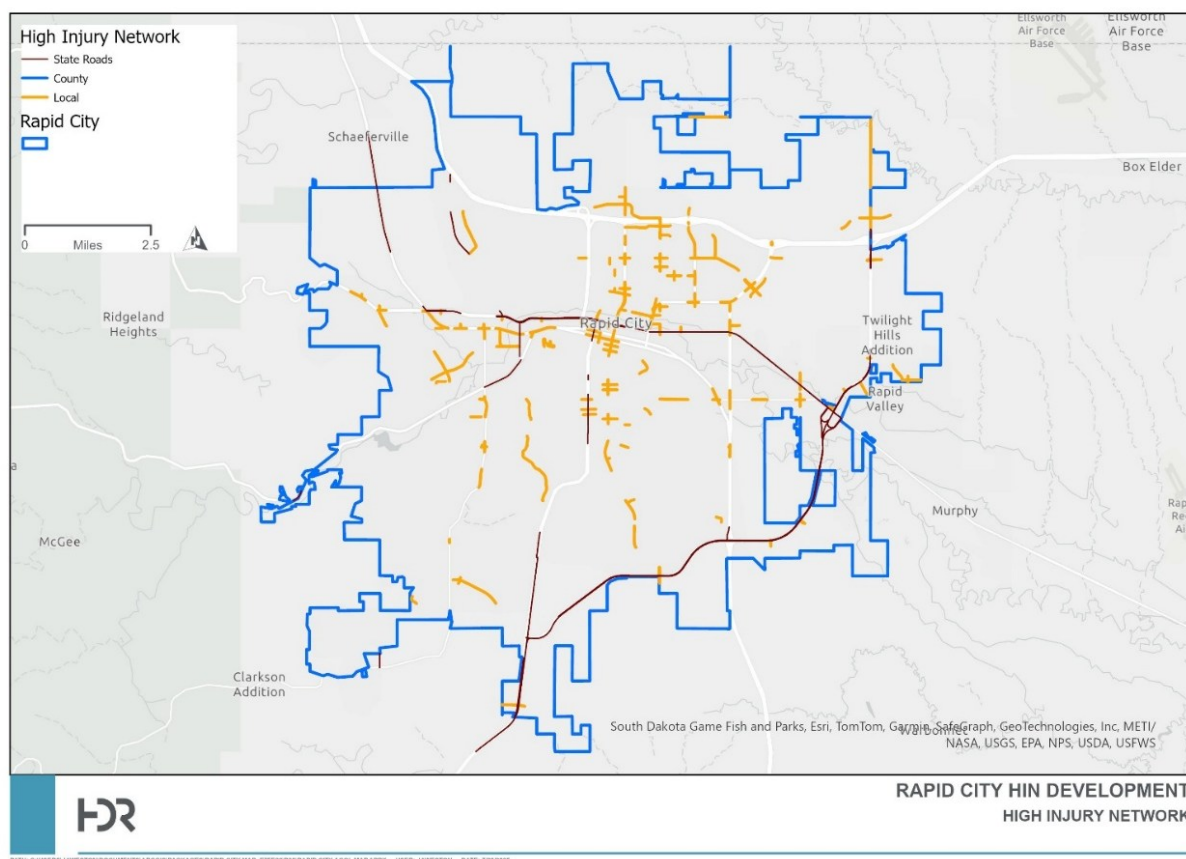 High Injury Network
State Roads
County
Local
Rapid City
0 Miles 2.5
N
Ellsworth
Air Force
Base
Ellsworth
Air Force
Base
Schaeferville
Box Elder
Ridgeland
Heights
Rapid City
Twilight
Hills
Addition
Rapid
Valley
McGee
Murphy
Clarkson
Addition
Warbonnet
South Dakota Game Fish and Parks, Esri, TomTom, Garmin, SafeGraph, GeoTechnologies, Inc, METI/
NASA, USGS, EPA, NPS, USDA, USFWS
HDR
RAPID CITY HIN DEVELOPMENT
HIGH INJURY NETWORK